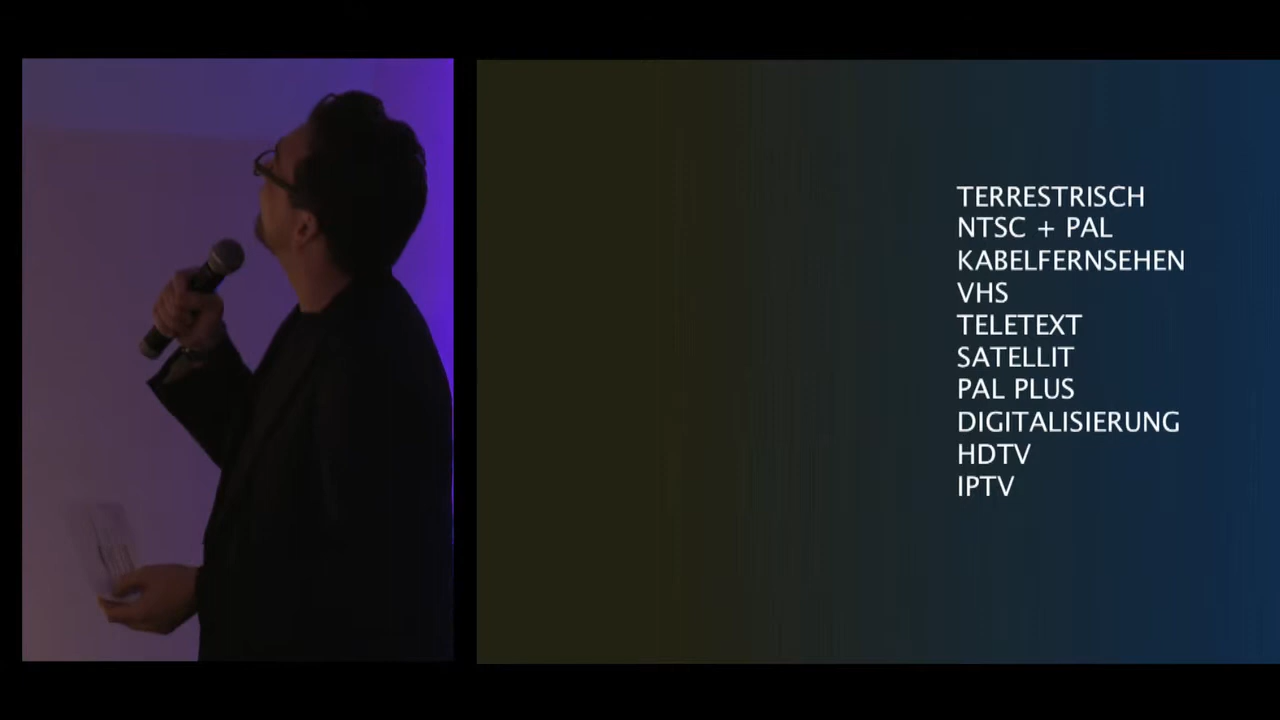 TERRESTRISCH
NTSC + PAL
KABELFERNSEHEN
VHS
TELETEXT
SATELLIT
PAL PLUS
DIGITALISIERUNG
HDTV
IPTV